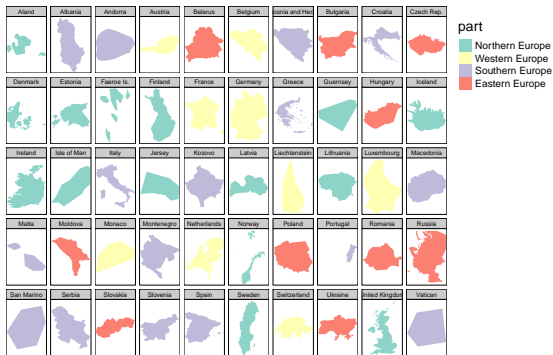 Aland Albania Andorra Austria Belarus Belgium osnia and Her Bulgaria Croatia Czech Rep.
Denmark Estonia Faeroe Is. Finland France Germany Greece Guernsey Hungary Iceland
Ireland Isle of Man Italy Jersey Kosovo Latvia Liechtenstein Lithuania Luxembourg Macedonia
Malta Moldova Monaco Montenegro Netherlands Norway Poland Portugal Romania Russia
San Marino Serbia Slovakia Slovenia Spain Sweden Switzerland Ukraine United Kingdom Vatican
part
Northern Europe
Western Europe
Southern Europe
Eastern Europe